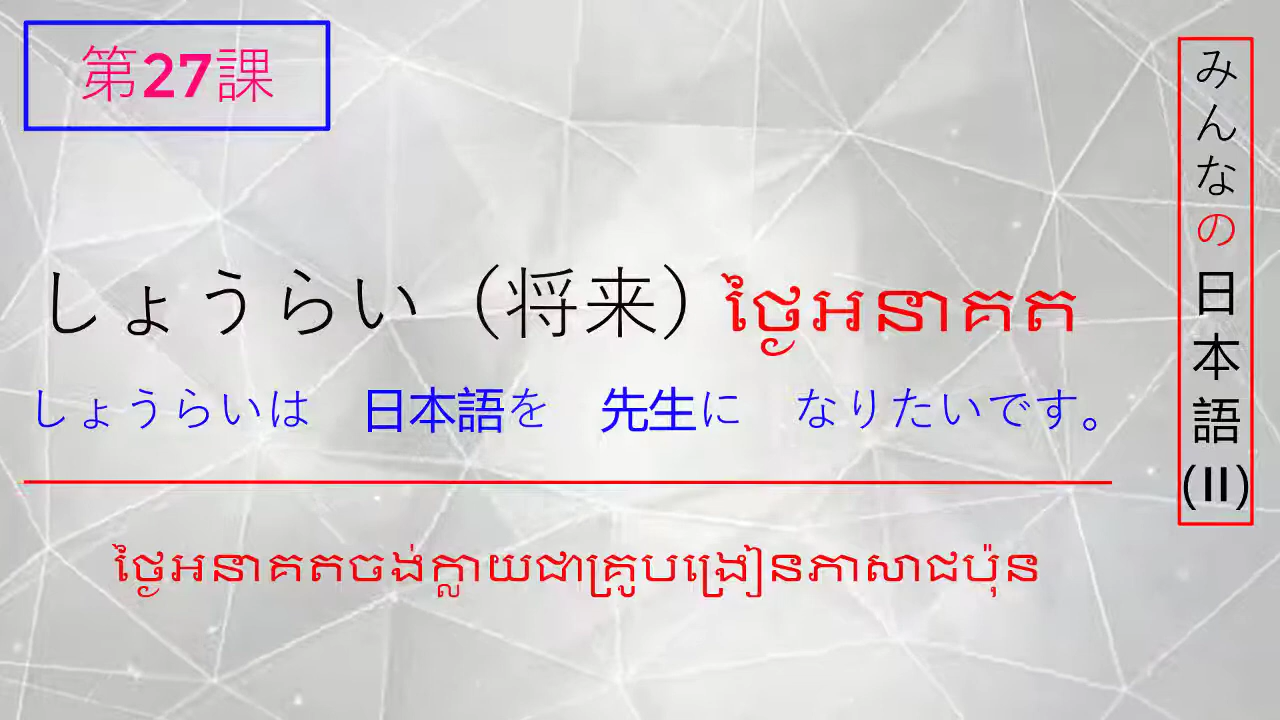 第27課
しょうらい（将来）ថ្ងៃអនាគត
しょうらいは　日本語を　先生に　なりたいです。
ថ្ងៃអនាគតចង់ក្លាយជាគ្រូបង្រៀនភាសាជប៉ុន
みんなの日本語(II)